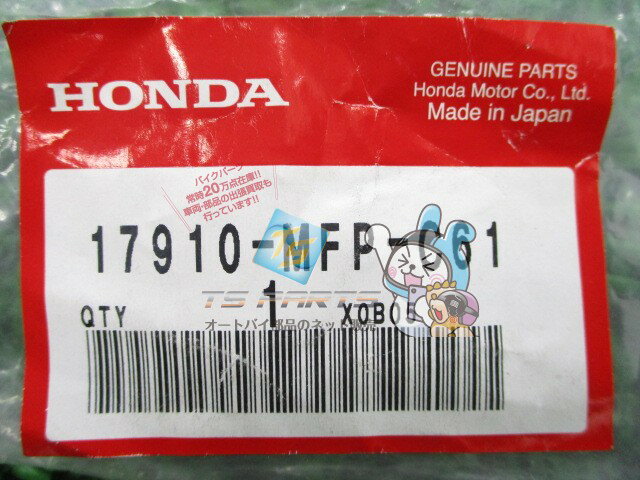 HONDA
GENUINE PARTS
Honda Motor Co., Ltd.
Made in Japan
バイクパーツ
常時20万点在庫!!
車両・部品の出張買取も
行っています!!
17910-MFP-
TS
QTY 1
TS PARTS
オートバイ部品のネット販売